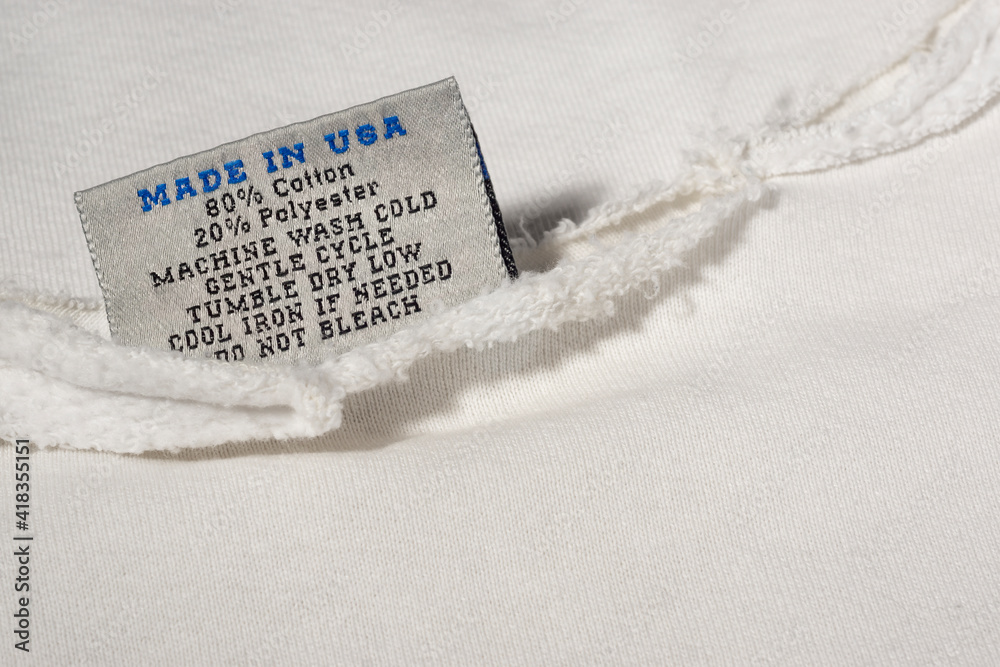 MADE IN USA
80% Cotton
20% Polyester
MACHINE WASH COLD
GENTLE CYCLE
TUMBLE DRY LOW
COOL IRON IF NEEDED
DO NOT BLEACH
Adobe Stock | #418355151